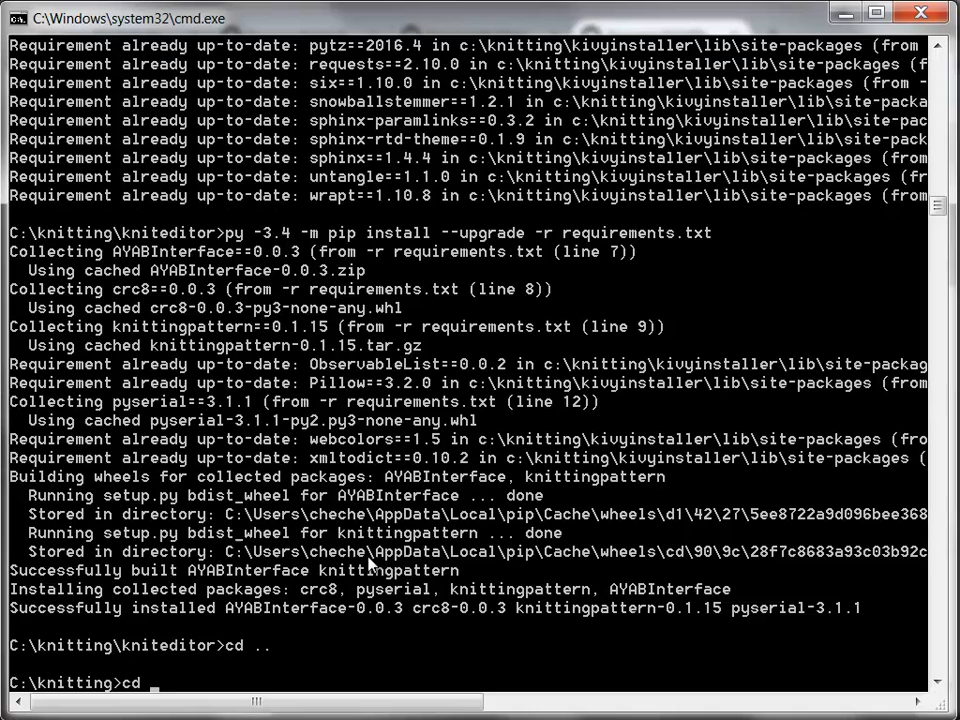 C:\Windows\system32\cmd.exe
Requirement already up-to-date: pytz==2016.4 in c:\knitting\kivyinstaller\lib\site-packages (from
Requirement already up-to-date: requests==2.10.0 in c:\knitting\kivyinstaller\lib\site-packages (f
Requirement already up-to-date: six==1.10.0 in c:\knitting\kivyinstaller\lib\site-packages (from -
Requirement already up-to-date: snowballstemmer==1.2.1 in c:\knitting\kivyinstaller\lib\site-packa
Requirement already up-to-date: sphinx-paramlinks==0.3.2 in c:\knitting\kivyinstaller\lib\site-pac
Requirement already up-to-date: sphinx-rtd-theme==0.1.9 in c:\knitting\kivyinstaller\lib\site-pack
Requirement already up-to-date: sphinx==1.4.4 in c:\knitting\kivyinstaller\lib\site-packages (from
Requirement already up-to-date: untangle==1.1.0 in c:\knitting\kivyinstaller\lib\site-packages (fr
Requirement already up-to-date: wrapt==1.10.8 in c:\knitting\kivyinstaller\lib\site-packages (from
C:\knitting\kniteditor>py -3.4 -m pip install --upgrade -r requirements.txt
Collecting AYABInterface==0.0.3 (from -r requirements.txt (line 7))
Using cached AYABInterface-0.0.3.zip
Collecting crc8==0.0.3 (from -r requirements.txt (line 8))
Using cached crc8-0.0.3-py3-none-any.whl
Collecting knittingpattern==0.1.15 (from -r requirements.txt (line 9))
Using cached knittingpattern-0.1.15.tar.gz
Requirement already up-to-date: ObservableList==0.0.2 in c:\knitting\kivyinstaller\lib\site-packag
Requirement already up-to-date: Pillow==3.2.0 in c:\knitting\kivyinstaller\lib\site-packages (from
Collecting pyserial==3.1.1 (from -r requirements.txt (line 12))
Using cached pyserial-3.1.1-py2.py3-none-any.whl
Requirement already up-to-date: webcolors==1.5 in c:\knitting\kivyinstaller\lib\site-packages (fro
Requirement already up-to-date: xmltodict==0.10.2 in c:\knitting\kivyinstaller\lib\site-packages (
Building wheels for collected packages: AYABInterface, knittingpattern
Running setup.py bdist_wheel for AYABInterface ... done
Stored in directory: C:\Users\cheche\AppData\Local\pip\Cache\wheels\d1\42\27\5ee8722a9d096bee368
Running setup.py bdist_wheel for knittingpattern ... done
Stored in directory: C:\Users\cheche\AppData\Local\pip\Cache\wheels\cd\90\9c\28f7c8683a93c03b92c
Successfully built AYABInterface knittingpattern
Installing collected packages: crc8, pyserial, knittingpattern, AYABInterface
Successfully installed AYABInterface-0.0.3 crc8-0.0.3 knittingpattern-0.1.15 pyserial-3.1.1
C:\knitting\kniteditor>cd ..
C:\knitting>cd _